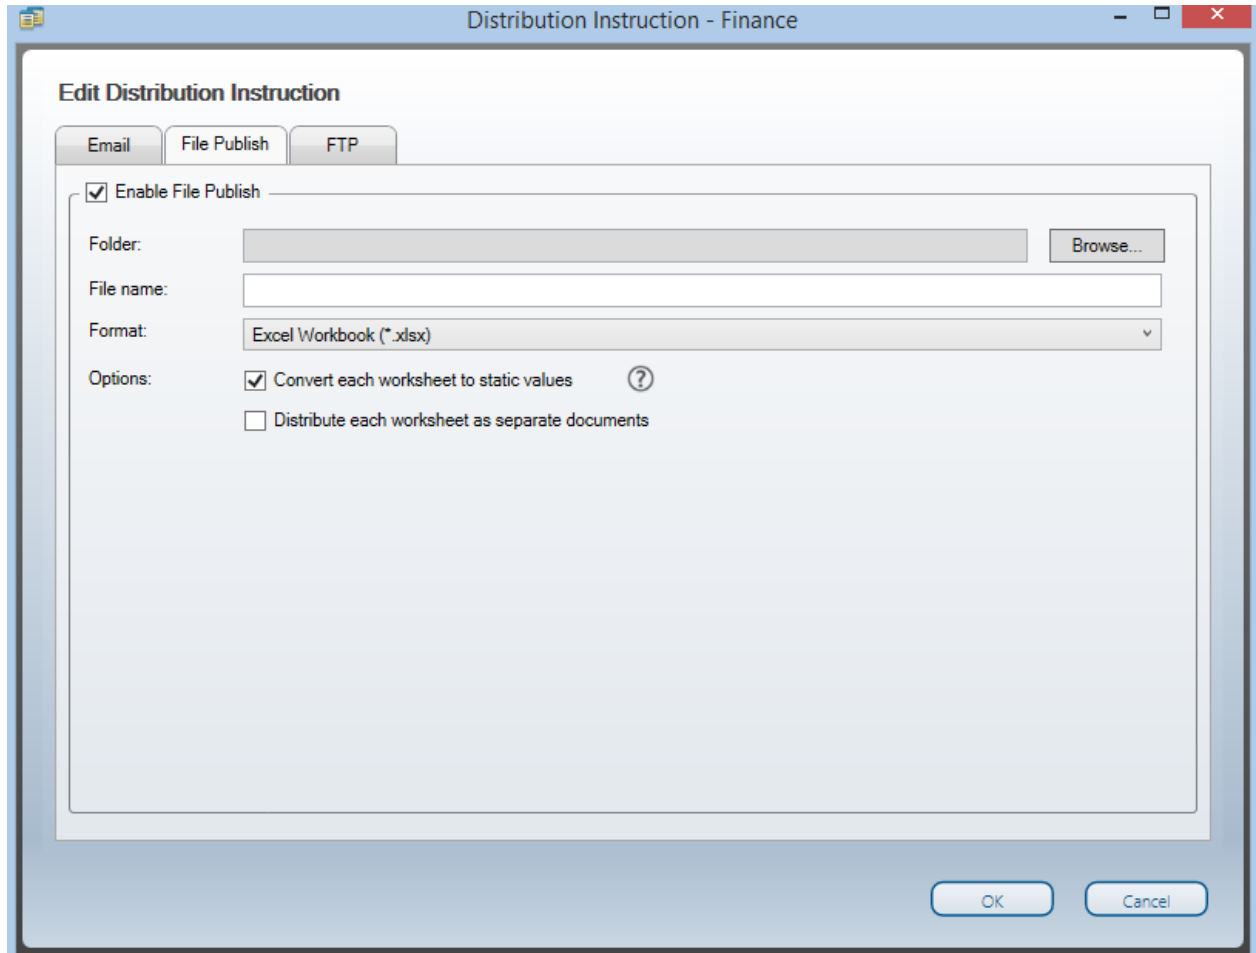 Distribution Instruction - Finance
Edit Distribution Instruction
Email File Publish FTP
Enable File Publish
Folder: Browse...
File name:
Format: Excel Workbook (*.xlsx)
Options: Convert each worksheet to static values ?
Distribute each worksheet as separate documents
OK Cancel